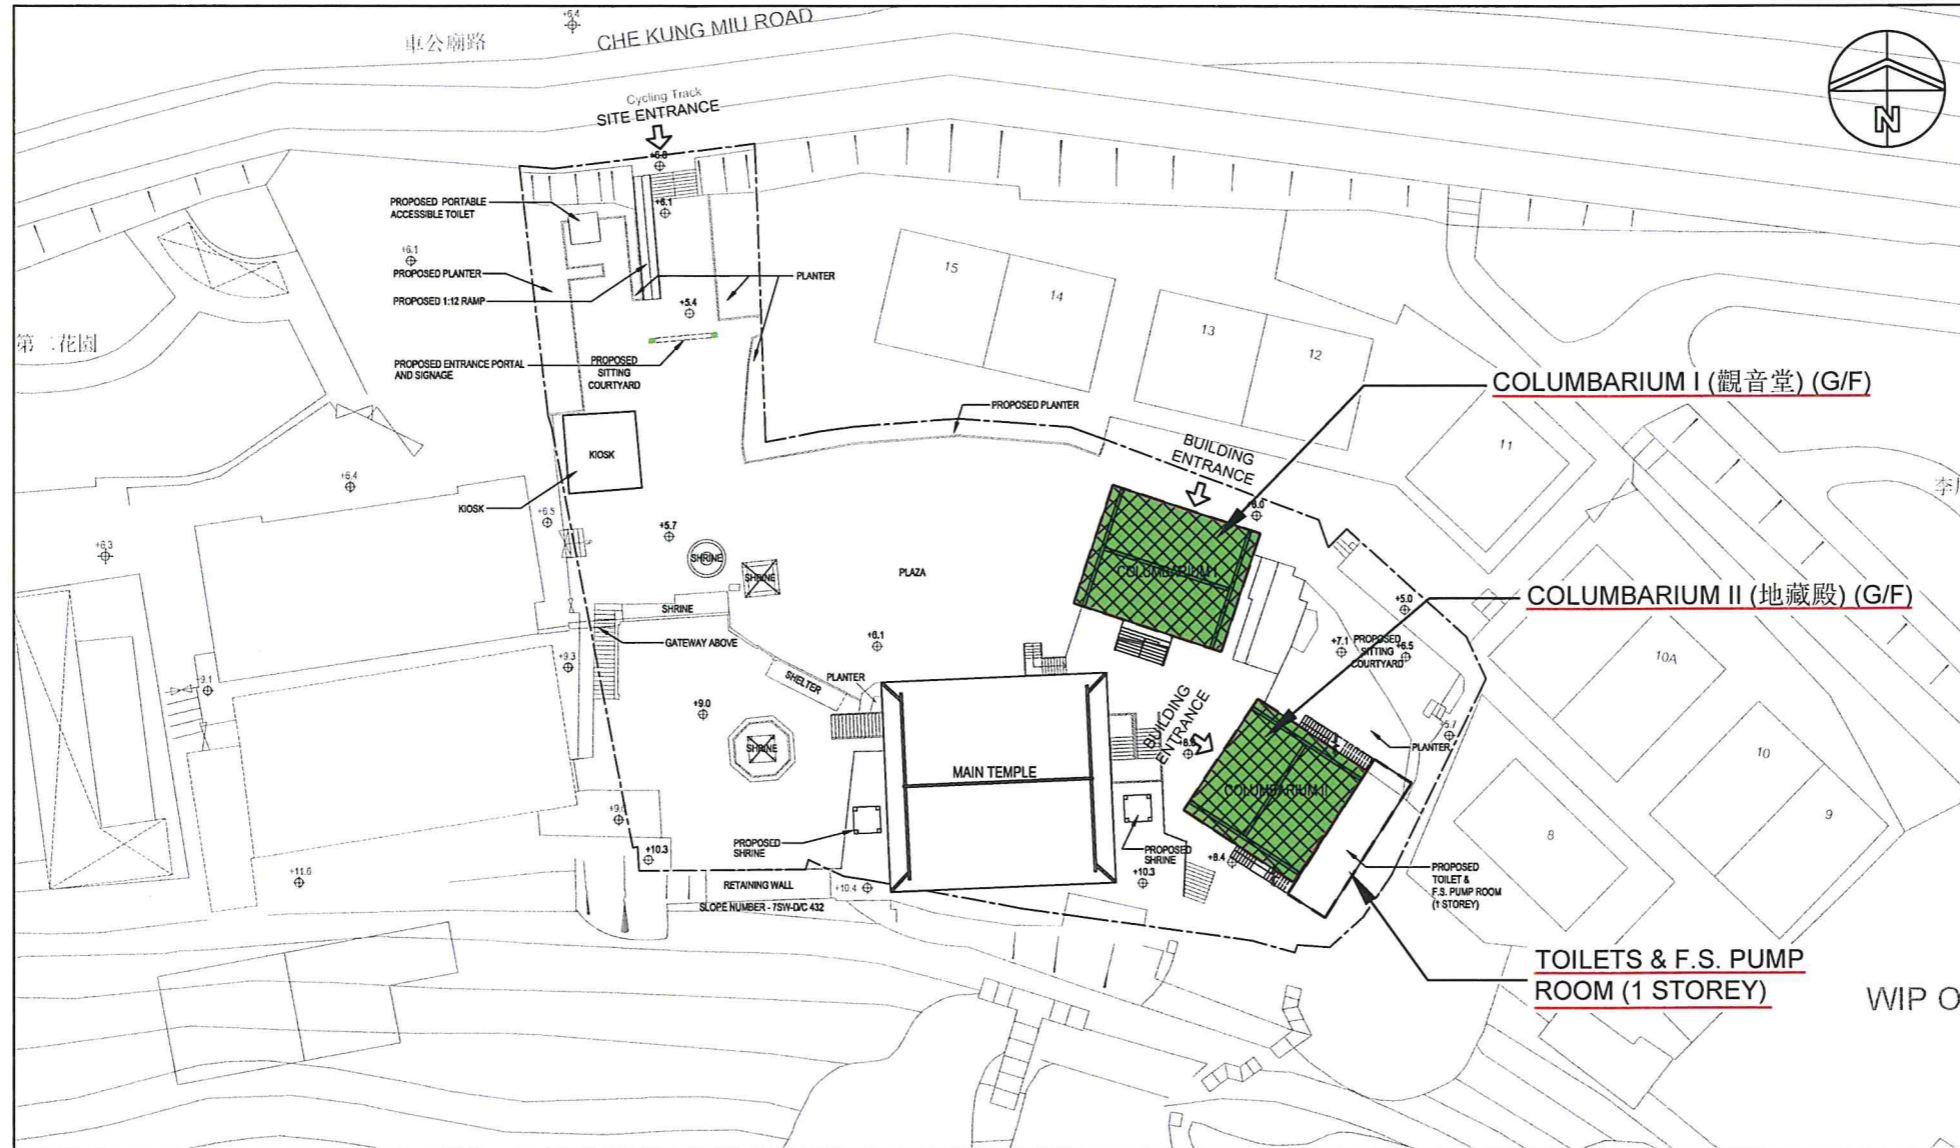 +6.4
車公廟路
CHE KUNG MIU ROAD
Cycling Track
SITE ENTRANCE
N
+6.8
PROPOSED PORTABLE
ACCESSIBLE TOILET
+6.1
+6.1
PROPOSED PLANTER
PROPOSED 1:12 RAMP
PLANTER
+5.4
15
14
13
12
第二花園
PROPOSED ENTRANCE PORTAL
AND SIGNAGE
PROPOSED
SITTING
COURTYARD
COLUMBARIUM I (觀音堂) (G/F)
PROPOSED PLANTER
BUILDING
ENTRANCE
11
KIOSK
KIOSK
+6.4
+6.5
+6.3
+5.7
+6.0
SHRINE
SHRINE
PLAZA
COLUMBARIUM I
COLUMBARIUM II (地藏殿) (G/F)
SHRINE
GATEWAY ABOVE
+6.1
+5.0
+7.1
PROPOSED
SITTING
COURTYARD
+6.5
10A
+9.3
+9.1
SHELTER
PLANTER
+9.0
BUILDING
ENTRANCE
+5.7
PLANTER
SHRINE
MAIN TEMPLE
COLUMBARIUM II
10
9
8
PROPOSED
SHRINE
PROPOSED
SHRINE
+10.3
+10.3
+8.4
PROPOSED
TOILET &
F.S. PUMP ROOM
(1 STOREY)
+11.6
RETAINING WALL
+10.4
SLOPE NUMBER - 7SW-D/C 432
TOILETS & F.S. PUMP
ROOM (1 STOREY)
WIP O